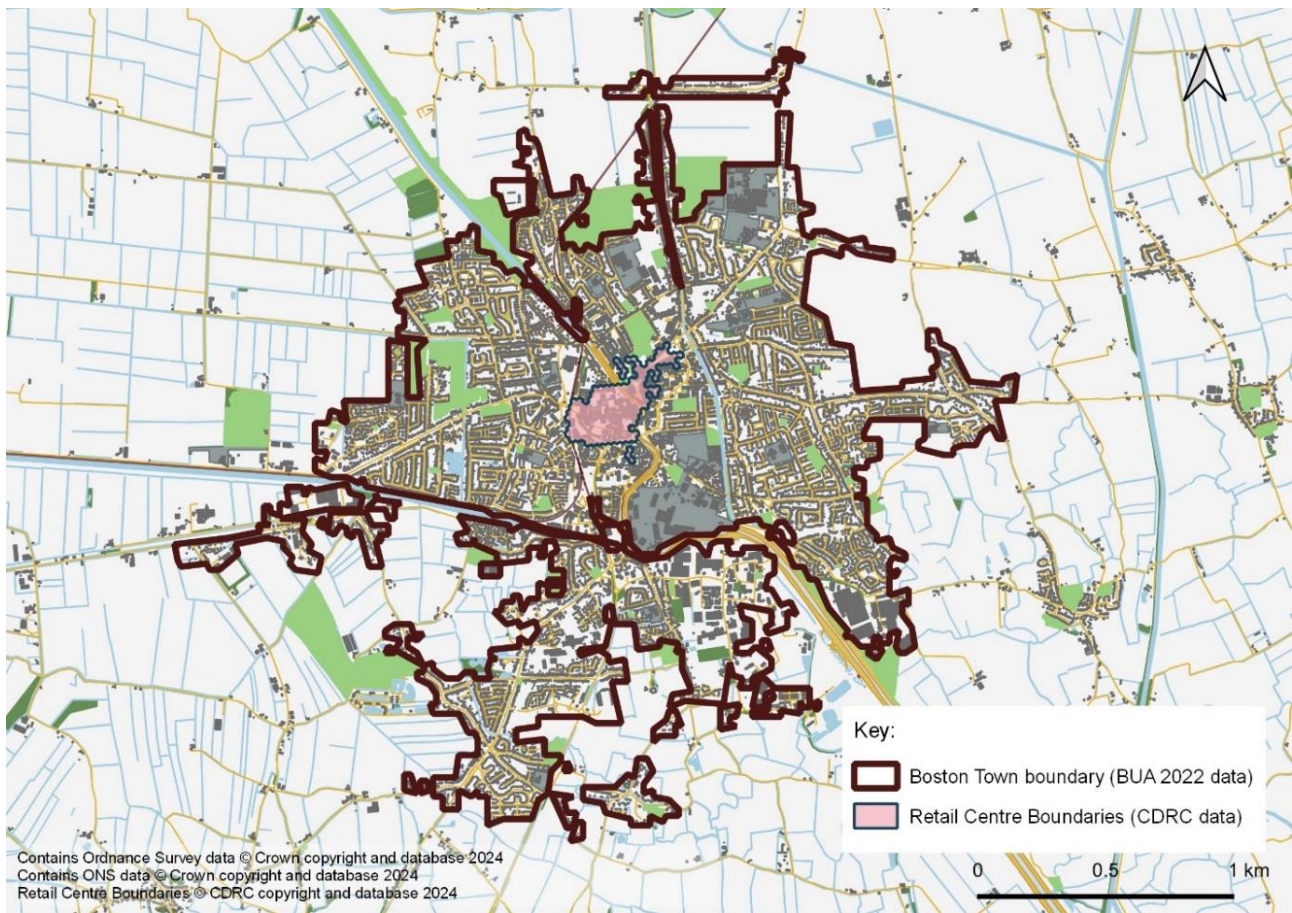 Key:
Boston Town boundary (BUA 2022 data)
Retail Centre Boundaries (CDRC data)
Contains Ordnance Survey data © Crown copyright and database 2024
Contains ONS data © Crown copyright and database 2024
Retail Centre Boundaries © CDRC copyright and database 2024
0 0.5 1 km